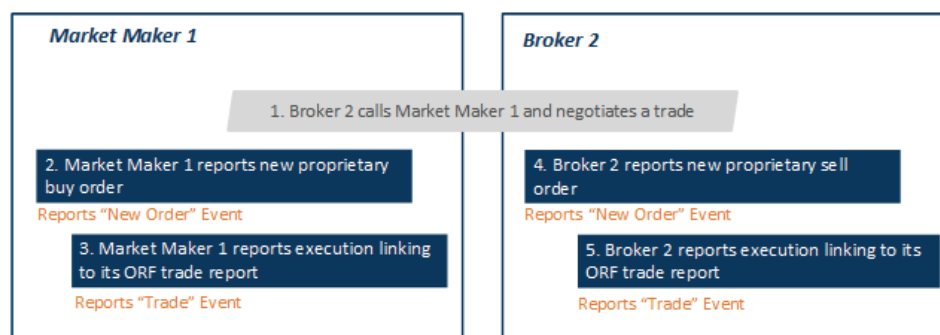 Market Maker 1
Broker 2
1. Broker 2 calls Market Maker 1 and negotiates a trade
2. Market Maker 1 reports new proprietary
buy order
Reports “New Order” Event
3. Market Maker 1 reports execution linking
to its ORF trade report
Reports “Trade” Event
4. Broker 2 reports new proprietary sell
order
Reports “New Order” Event
5. Broker 2 reports execution linking to its
ORF trade report
Reports “Trade” Event